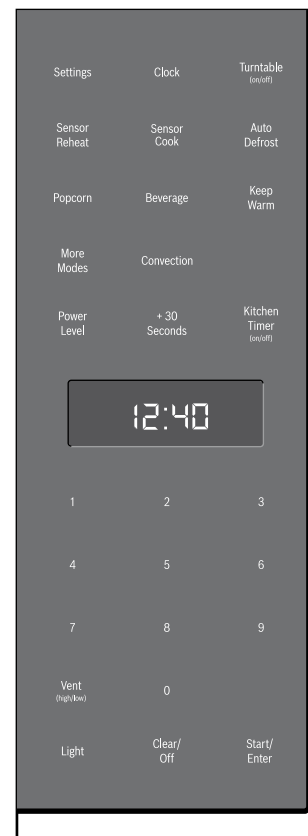 Settings Clock Turntable
(on/off)
Sensor Sensor Auto
Reheat Cook Defrost
Popcorn Beverage Keep
Warm
More
Modes Convection
Power + 30 Kitchen
Level Seconds Timer
(on/off)
12:40
1 2 3
4 5 6
7 8 9
Vent
(high/low) 0
Light Clear/ Start/
Off Enter